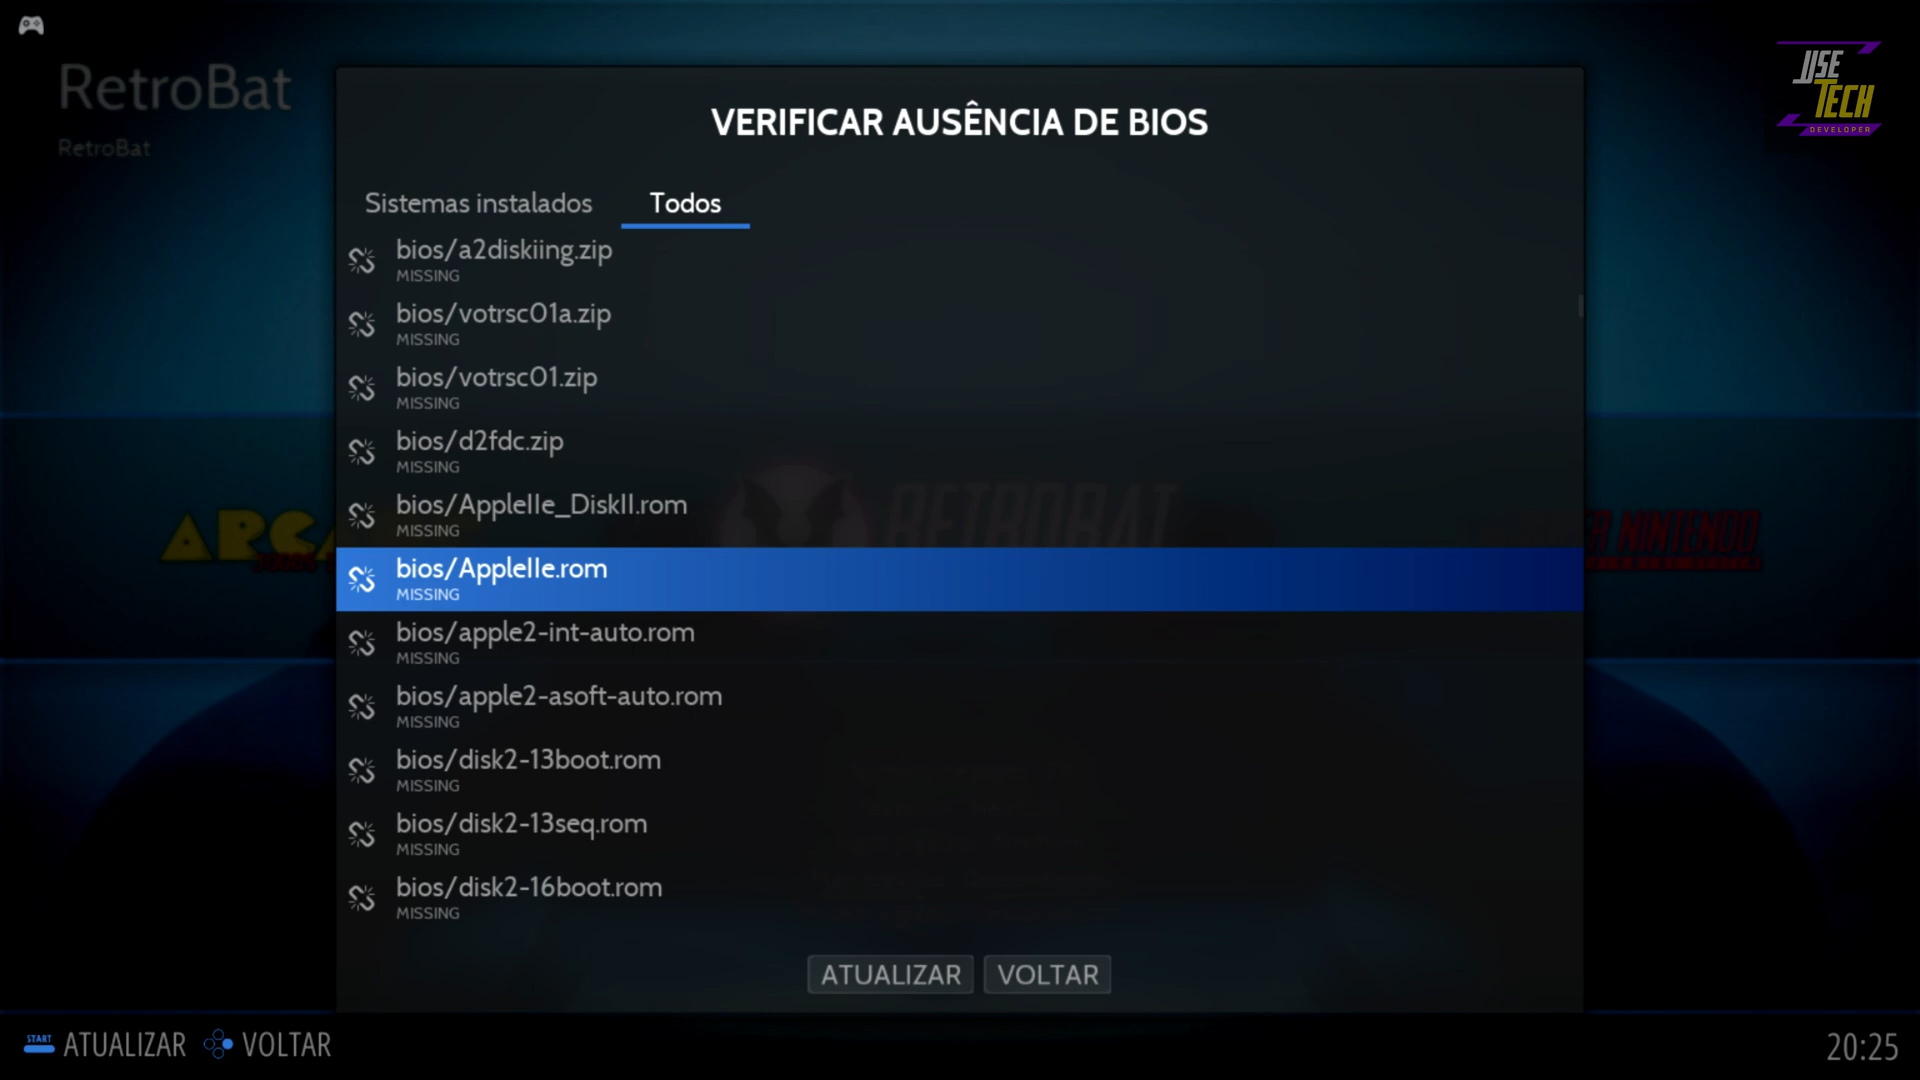 RetroBat
RetroBat
USE
TECH
DEVELOPER
VERIFICAR AUSÊNCIA DE BIOS
Sistemas instalados
Todos
bios/a2diskiing.zip
MISSING
bios/votrsc01a.zip
MISSING
bios/votrsc01.zip
MISSING
bios/d2fdc.zip
MISSING
bios/AppleIIe_DiskII.rom
MISSING
bios/AppleIIe.rom
MISSING
bios/apple2-int-auto.rom
MISSING
bios/apple2-asoft-auto.rom
MISSING
bios/disk2-13boot.rom
MISSING
bios/disk2-13seq.rom
MISSING
bios/disk2-16boot.rom
MISSING
RETROBAT
NINTENDO
ATUALIZAR
VOLTAR
START
ATUALIZAR
VOLTAR
20:25